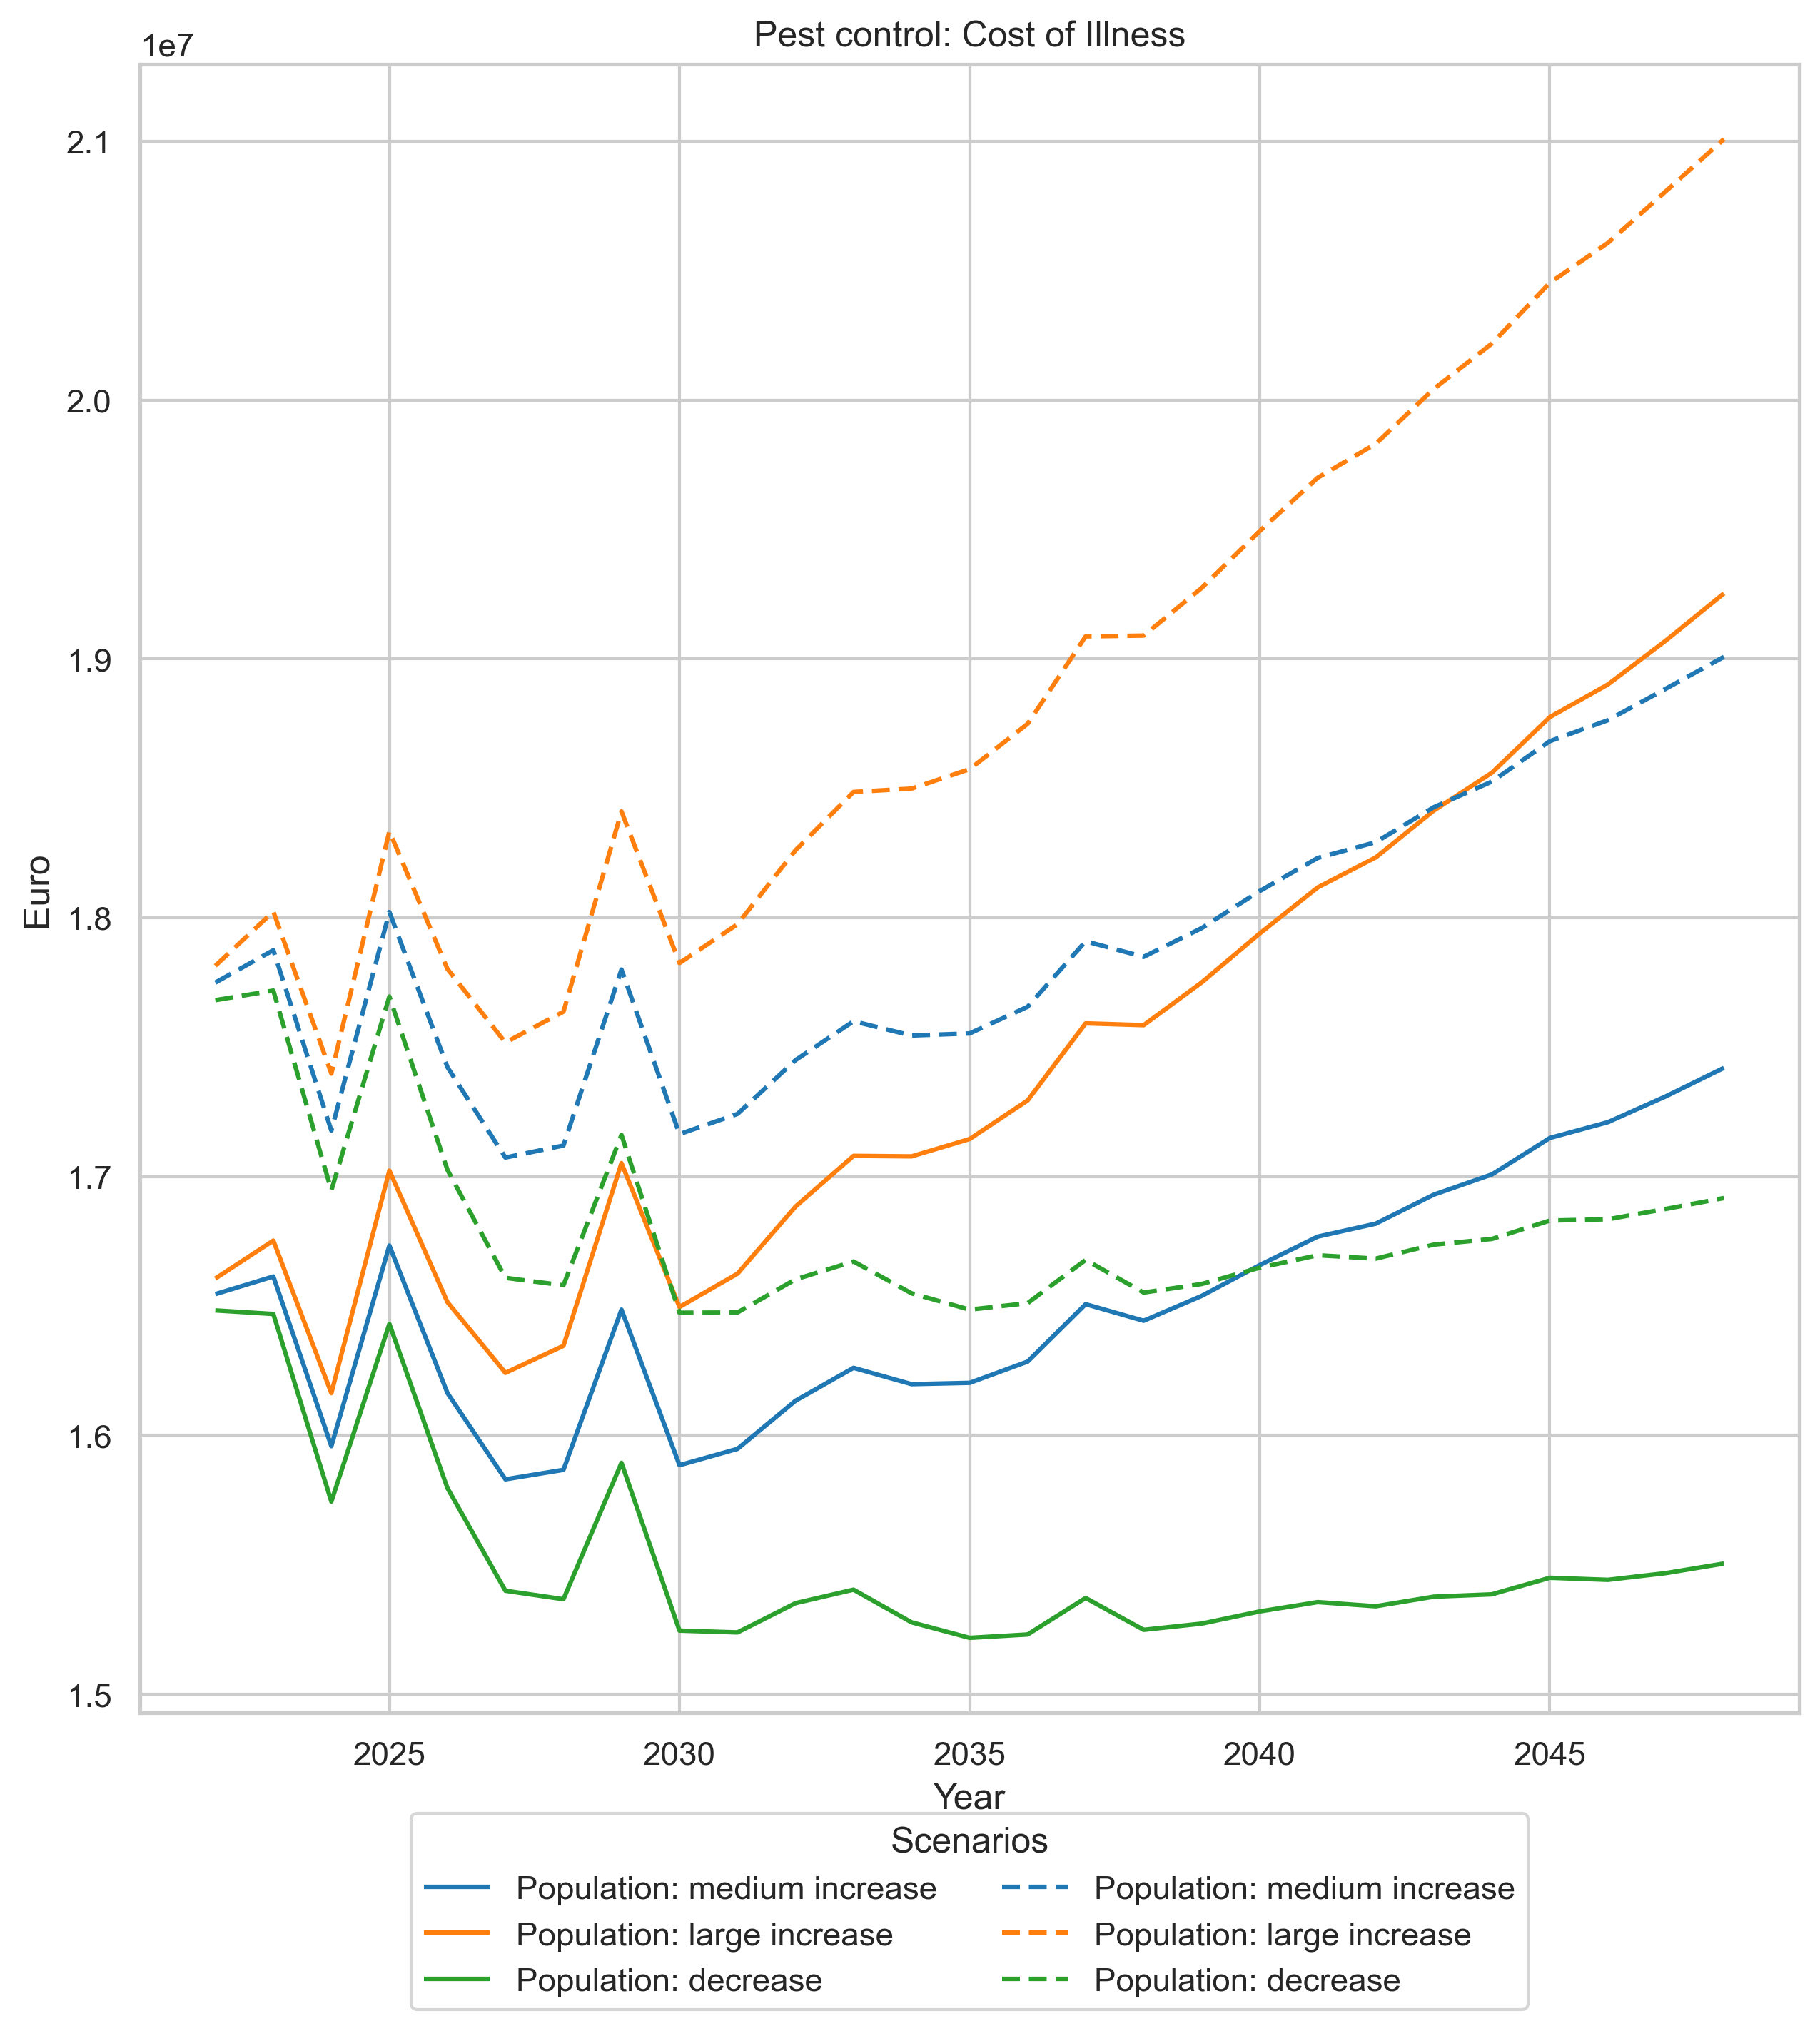 Pest control: Cost of Illness
1e7
2.1
2.0
1.9
1.8
1.7
1.6
1.5
Euro
2025 2030 2035 2040 2045
Year
Scenarios
Population: medium increase Population: medium increase
Population: large increase Population: large increase
Population: decrease Population: decrease